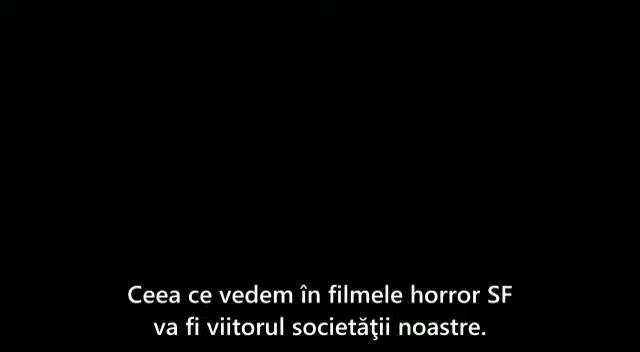 Ceea ce vedem în filmele horror SF
va fi viitorul societăţii noastre.